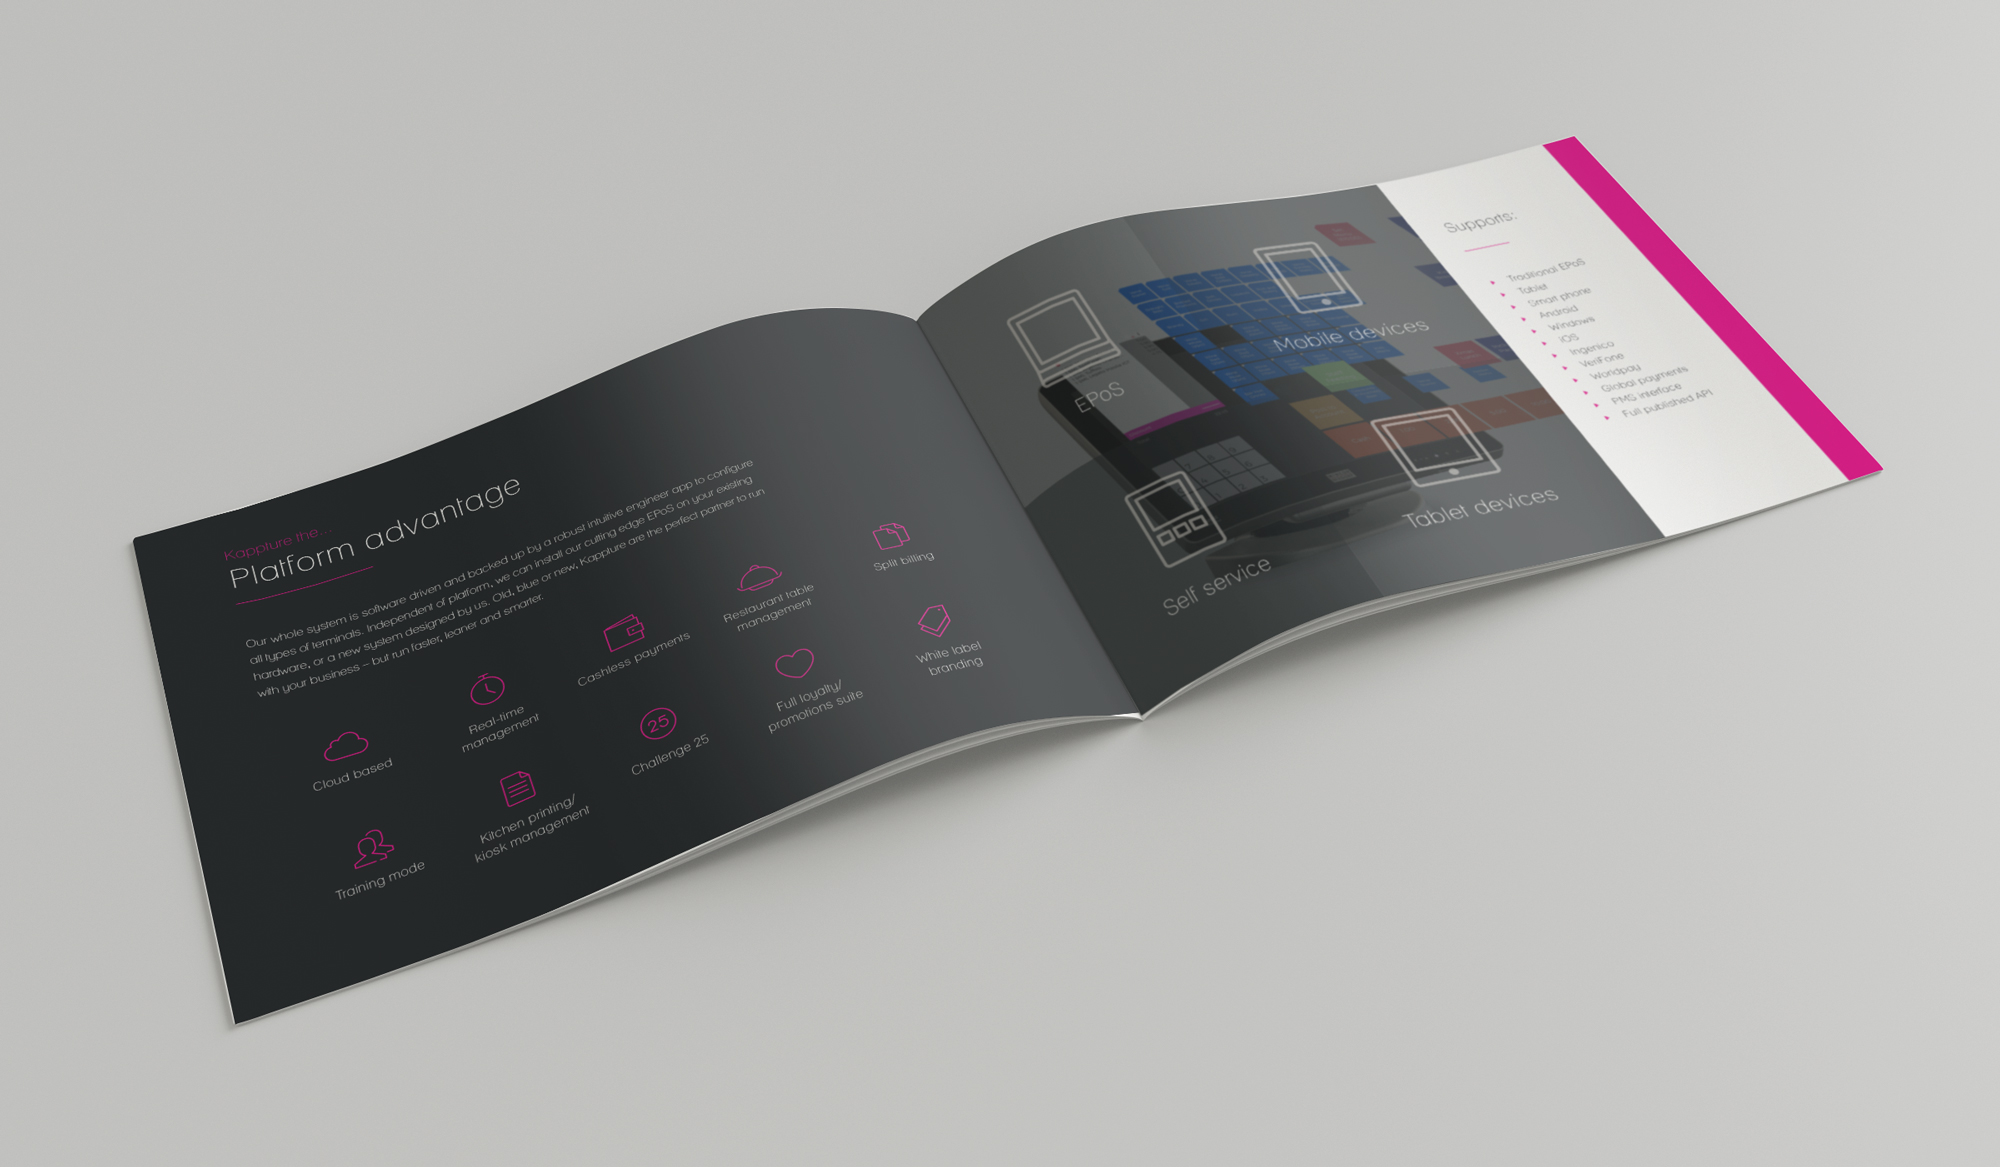 Kappture the...
Platform advantage
Our whole system is software driven and backed up by a robust intuitive engineer app to configure
all types of terminals. Independent of platform, we can install our cutting edge EPoS on your existing
hardware, or a new system designed by us. Old, blue or new, Kappture are the perfect partner to run
with your business – but run faster, leaner and smarter.
Cloud based
Real-time
management
Cashless payments
Restaurant table
management
Split billing
Training mode
Kitchen printing/
kiosk management
25
Challenge 25
Full loyalty/
promotions suite
White label
branding
EPoS
Mobile devices
Self service
Tablet devices
Supports:
Traditional EPoS
Tablet
Smart phone
Android
Windows
iOS
Ingenico
VeriFone
Worldpay
Global payments
PMS interface
Full published API